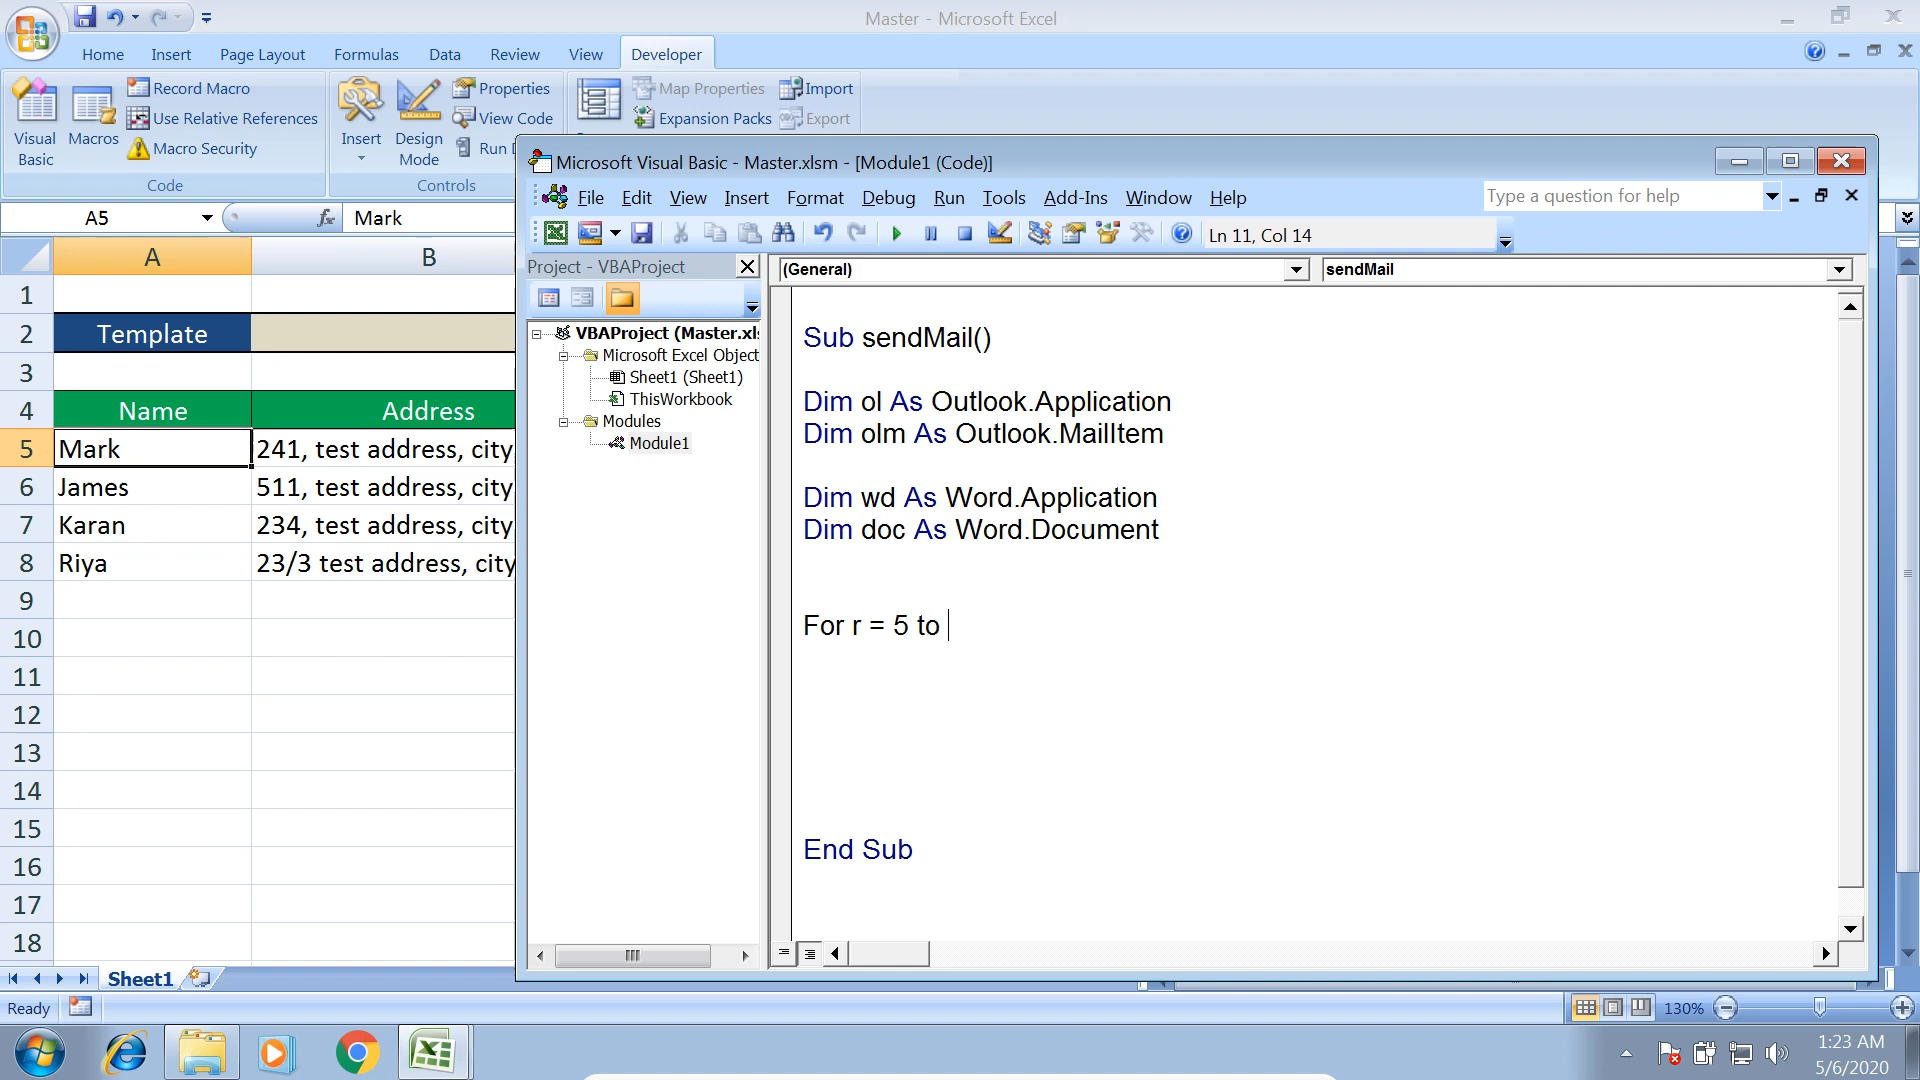 Master - Microsoft Excel
Home Insert Page Layout Formulas Data Review View Developer
Visual Basic
Macros
Record Macro
Use Relative References
Macro Security
Code
Insert
Design Mode
Properties
View Code
Run D
Controls
Map Properties
Expansion Packs
Import
Export
A5
fx Mark
A B
1
2 Template
3
4 Name Address
5 Mark 241, test address, city
6 James 511, test address, city
7 Karan 234, test address, city
8 Riya 23/3 test address, city
9
10
11
12
13
14
15
16
17
18
Sheet1
Ready
130%
Microsoft Visual Basic - Master.xlsm - [Module1 (Code)]
File Edit View Insert Format Debug Run Tools Add-Ins Window Help
Type a question for help
Ln 11, Col 14
Project - VBAProject
VBAProject (Master.xl
Microsoft Excel Object
Sheet1 (Sheet1)
ThisWorkbook
Modules
Module1
(General) sendMail
Sub sendMail()
Dim ol As Outlook.Application
Dim olm As Outlook.MailItem
Dim wd As Word.Application
Dim doc As Word.Document
For r = 5 to
End Sub
1:23 AM
5/6/2020